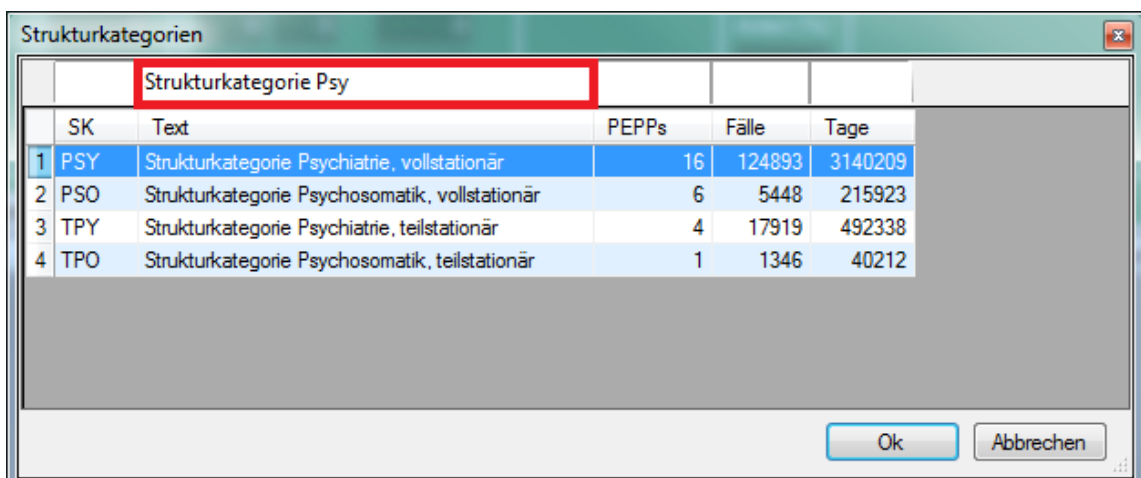 Strukturkategorien
Strukturkategorie Psy
SK Text PEPPs Fälle Tage
1 PSY Strukturkategorie Psychiatrie, vollstationär 16 124893 3140209
2 PSO Strukturkategorie Psychosomatik, vollstationär 6 5448 215923
3 TPY Strukturkategorie Psychiatrie, teilstationär 4 17919 492338
4 TPO Strukturkategorie Psychosomatik, teilstationär 1 1346 40212
Ok Abbrechen